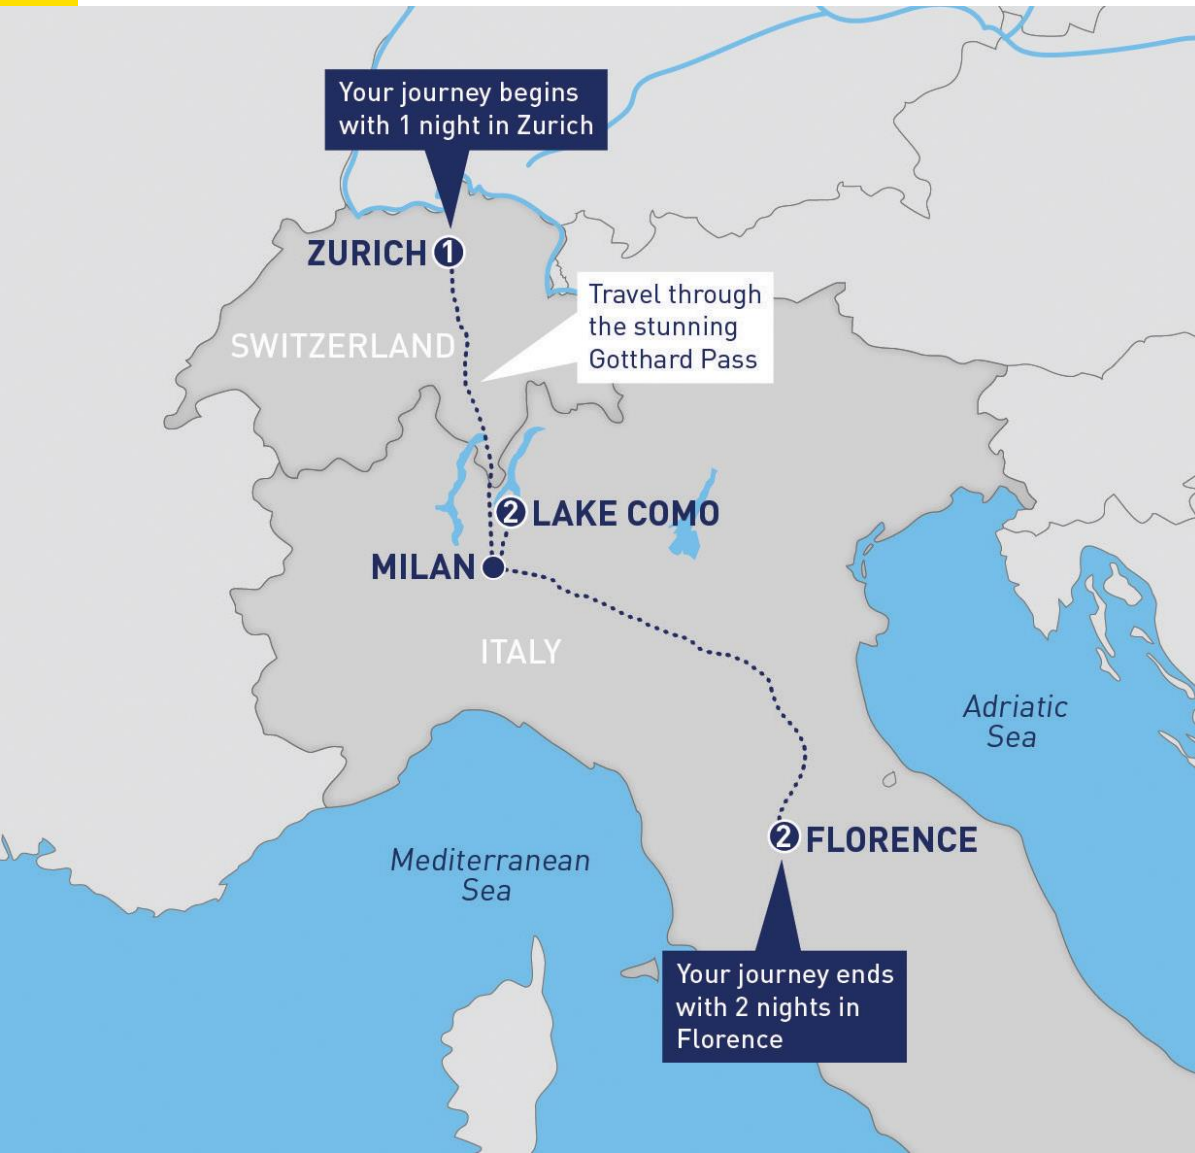 Your journey begins
with 1 night in Zurich
ZURICH 1
Travel through
the stunning
Gotthard Pass
SWITZERLAND
2 LAKE COMO
MILAN
ITALY
Adriatic
Sea
2 FLORENCE
Mediterranean
Sea
Your journey ends
with 2 nights in
Florence